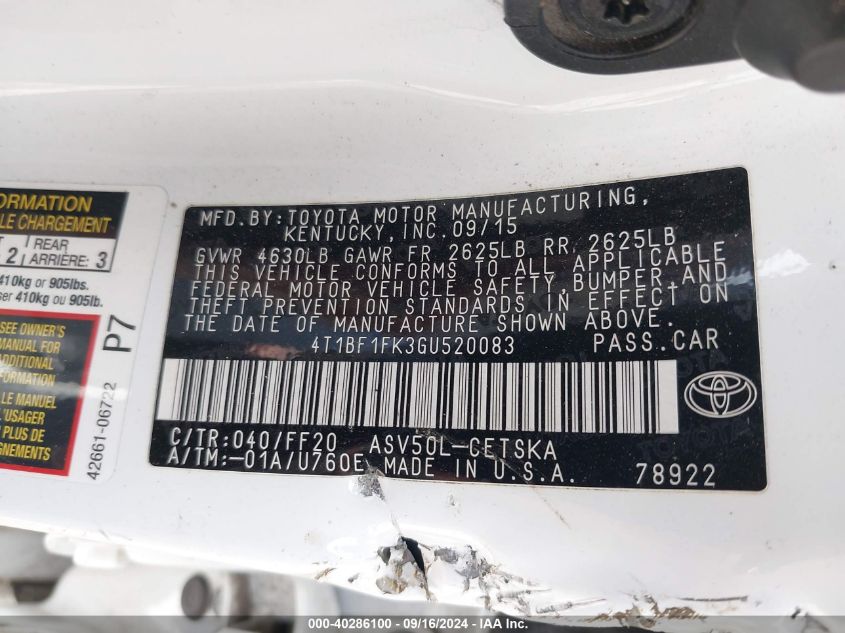 ORMATION
LE CHARGEMENT
2 REAR ARRIÈRE: 3
410kg or 905lbs.
ser 410kg ou 905lb.
SEE OWNER'S
MANUAL FOR
ADDITIONAL
FORMATION
LE MANUEL
L'USAGER
PLUS DE
IGNEMENTS
P7
42661-06722
MFD. BY: TOYOTA MOTOR MANUFACTURING,
KENTUCKY, INC. 09/15
GVWR 4630LB GAWR FR 2625LB RR 2625LB
THIS VEHICLE CONFORMS TO ALL APPLICABLE
FEDERAL MOTOR VEHICLE SAFETY, BUMPER, AND
THEFT PREVENTION STANDARDS IN EFFECT ON
THE DATE OF MANUFACTURE SHOWN ABOVE.
4T1BF1FK3GU520083 PASS. CAR
C/TR: 040/FF20 ASV50L-CETSKA
A/TM: -01A/U760E MADE IN U.S.A. 78922
000-40286100 - 09/16/2024 - IAA Inc.